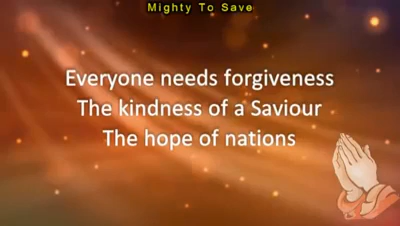 Mighty To Save
Everyone needs forgiveness
The kindness of a Saviour
The hope of nations